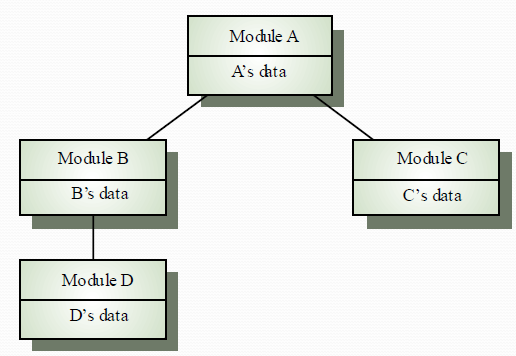 Module A
A's data
Module B
B's data
Module C
C's data
Module D
D's data